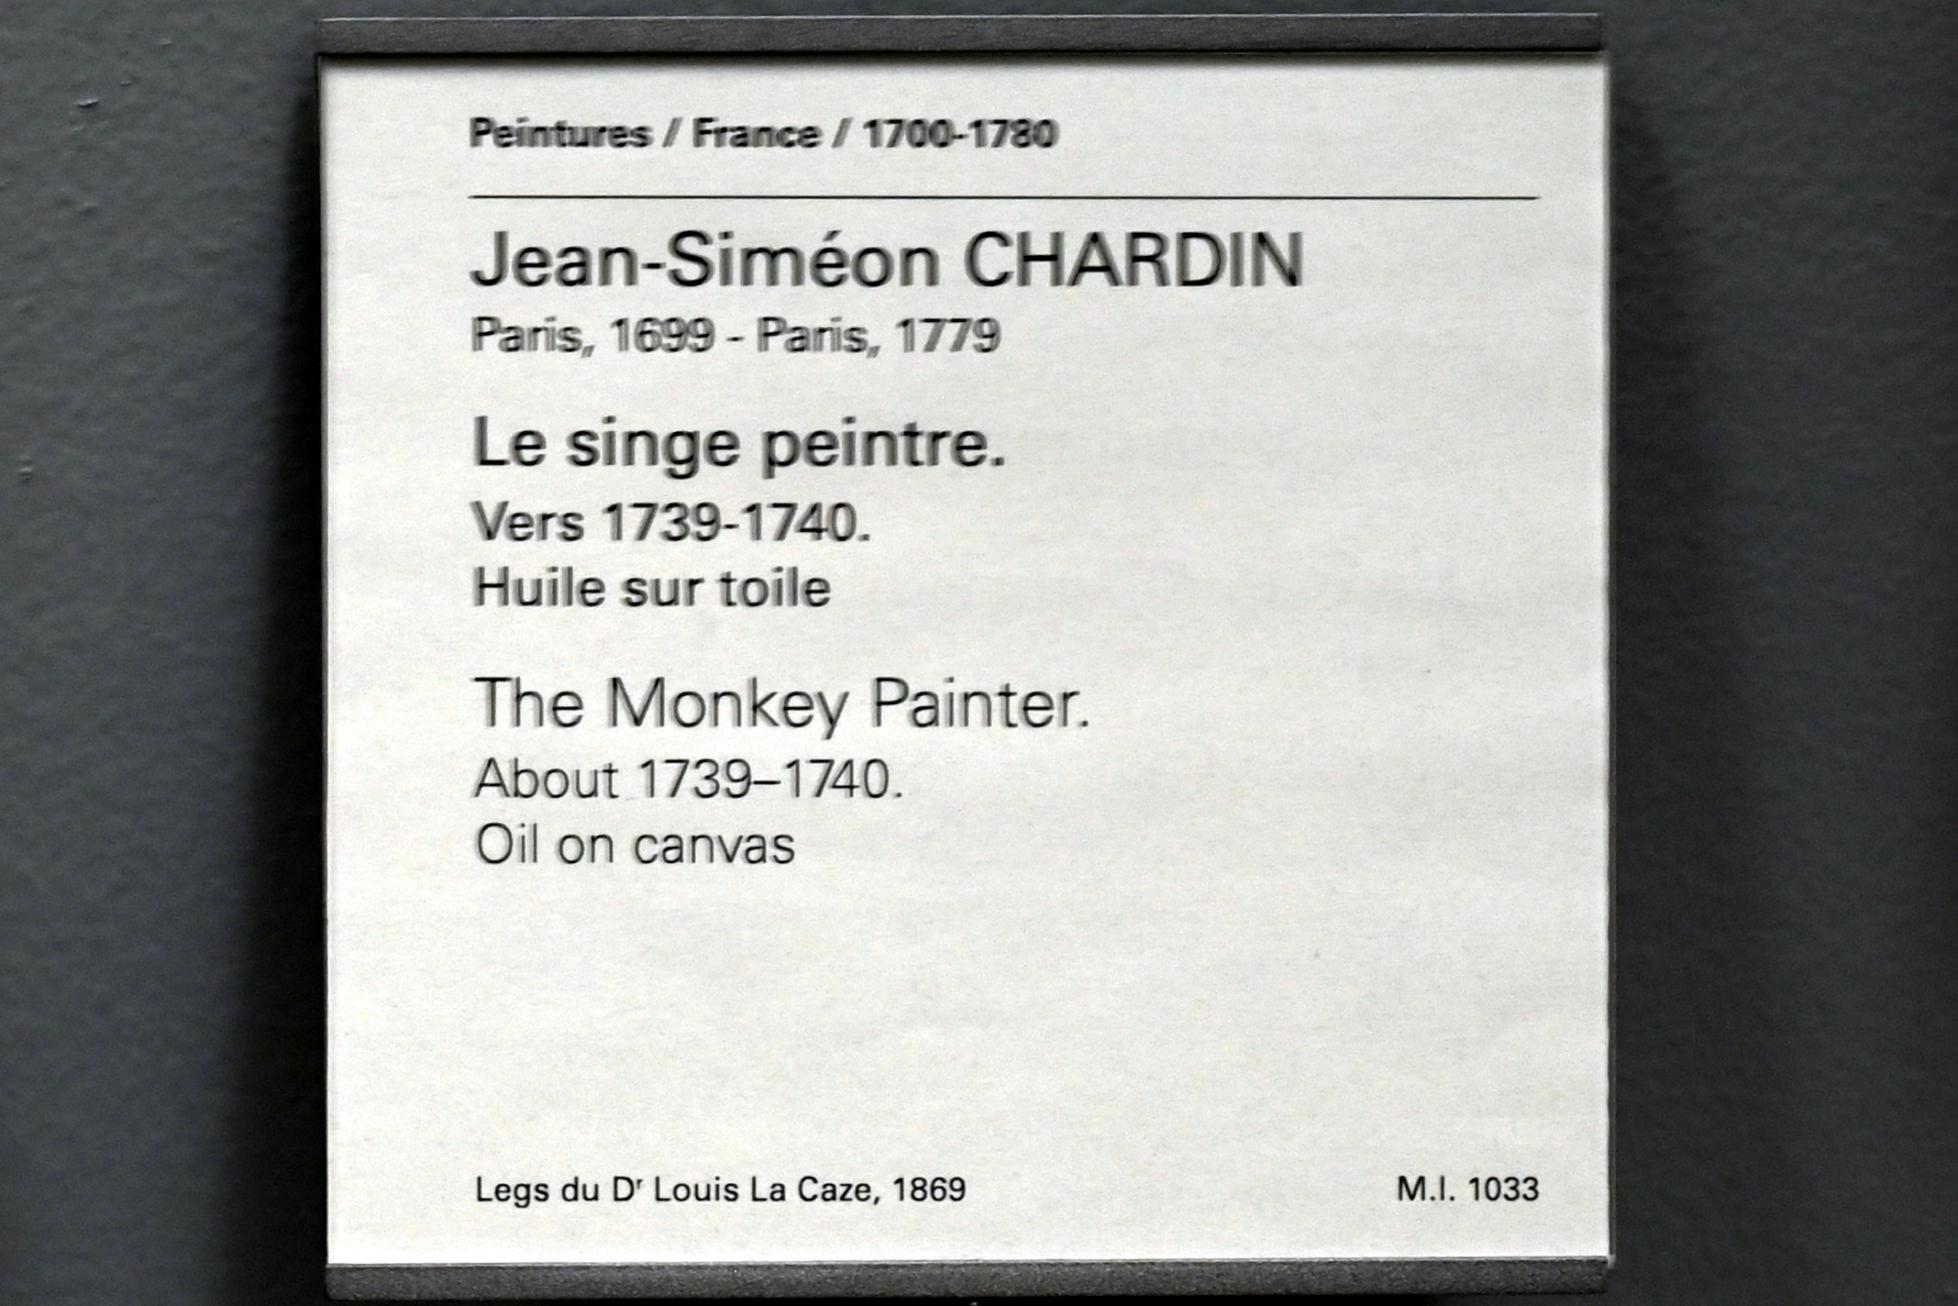 Peintures / France / 1700-1780
Jean-Siméon CHARDIN
Paris, 1699 - Paris, 1779
Le singe peintre.
Vers 1739-1740.
Huile sur toile
The Monkey Painter.
About 1739–1740.
Oil on canvas
Legs du Dʳ Louis La Caze, 1869 M.I. 1033